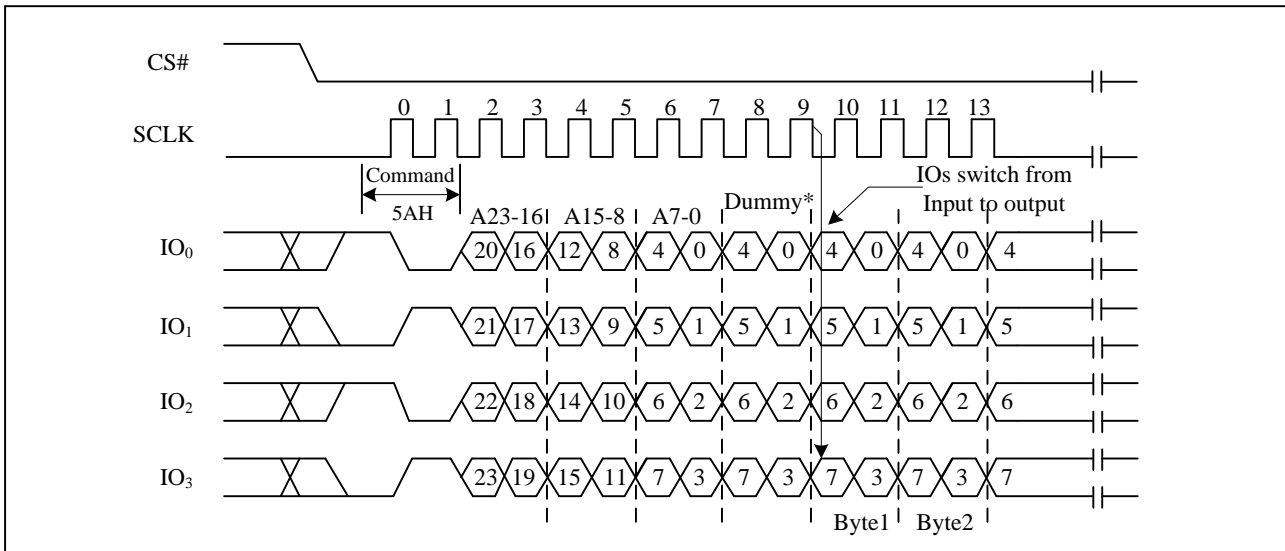 CS#
0 1 2 3 4 5 6 7 8 9 10 11 12 13
SCLK
Command
5AH
IOs switch from
Input to output
Dummy*
A23-16 A15-8 A7-0
IO0 20 16 12 8 4 0 4 0 4 0 4 0 4
IO1 21 17 13 9 5 1 5 1 5 1 5 1 5
IO2 22 18 14 10 6 2 6 2 6 2 6 2 6
IO3 23 19 15 11 7 3 7 3 7 3 7 3 7
Byte1 Byte2